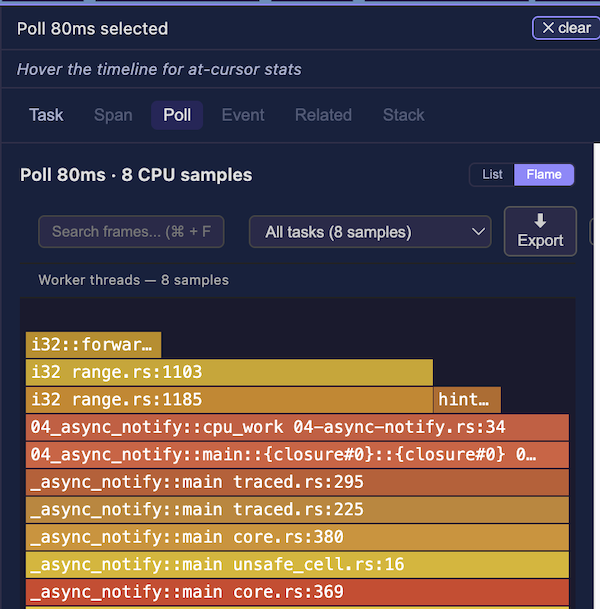 Poll 80ms selected
clear
Hover the timeline for at-cursor stats
Task Span Poll Event Related Stack
Poll 80ms · 8 CPU samples
List Flame
Search frames... (⌘ + F
All tasks (8 samples)
Export
Worker threads — 8 samples
i32::forwar…
i32 range.rs:1103
i32 range.rs:1185 hint…
04_async_notify::cpu_work 04-async-notify.rs:34
04_async_notify::main::{closure#0}::{closure#0} 0…
_async_notify::main traced.rs:295
_async_notify::main traced.rs:225
_async_notify::main core.rs:380
_async_notify::main unsafe_cell.rs:16
_async_notify::main core.rs:369